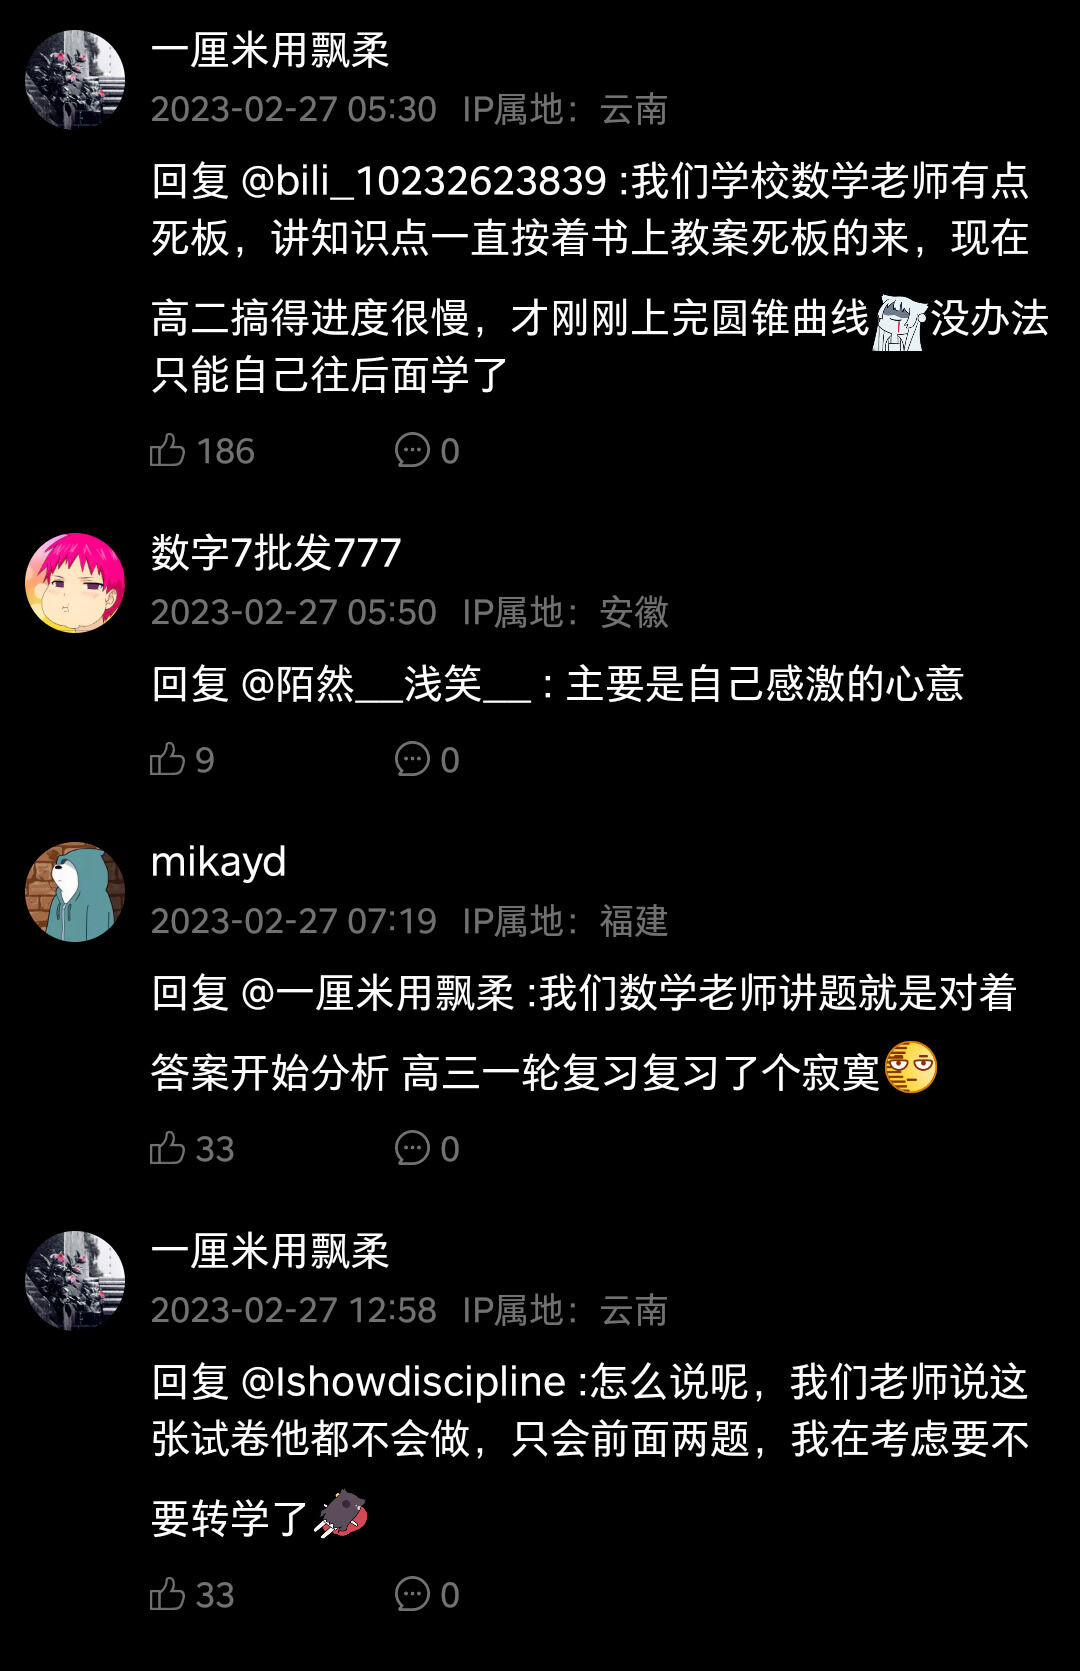 一厘米用飘柔
2023-02-27 05:30 IP属地：云南
回复 @bili_10232623839 :我们学校数学老师有点
死板，讲知识点一直按着书上教案死板的来，现在
高二搞得进度很慢，才刚刚上完圆锥曲线没办法
只能自己往后面学了
186 0
数字7批发777
2023-02-27 05:50 IP属地：安徽
回复 @陌然__浅笑__ : 主要是自己感激的心意
9 0
mikayd
2023-02-27 07:19 IP属地：福建
回复 @一厘米用飘柔 :我们数学老师讲题就是对着
答案开始分析 高三一轮复习复习了个寂寞
33 0
一厘米用飘柔
2023-02-27 12:58 IP属地：云南
回复 @Ishowdiscipline :怎么说呢，我们老师说这
张试卷他都不会做，只会前面两题，我在考虑要不
要转学了
33 0